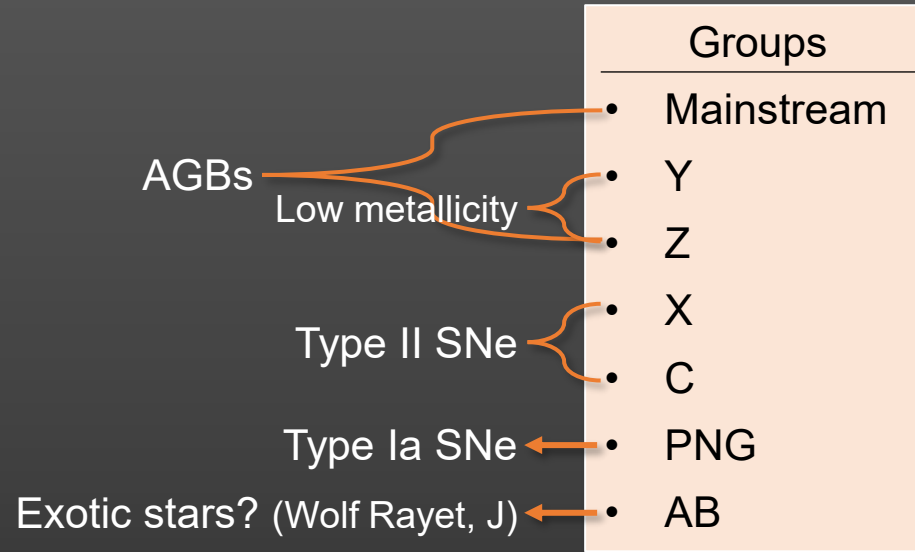 Groups
• Mainstream
AGBs
• Y
Low metallicity
• Z
• X
Type II SNe
• C
Type Ia SNe
• PNG
Exotic stars? (Wolf Rayet, J)
• AB